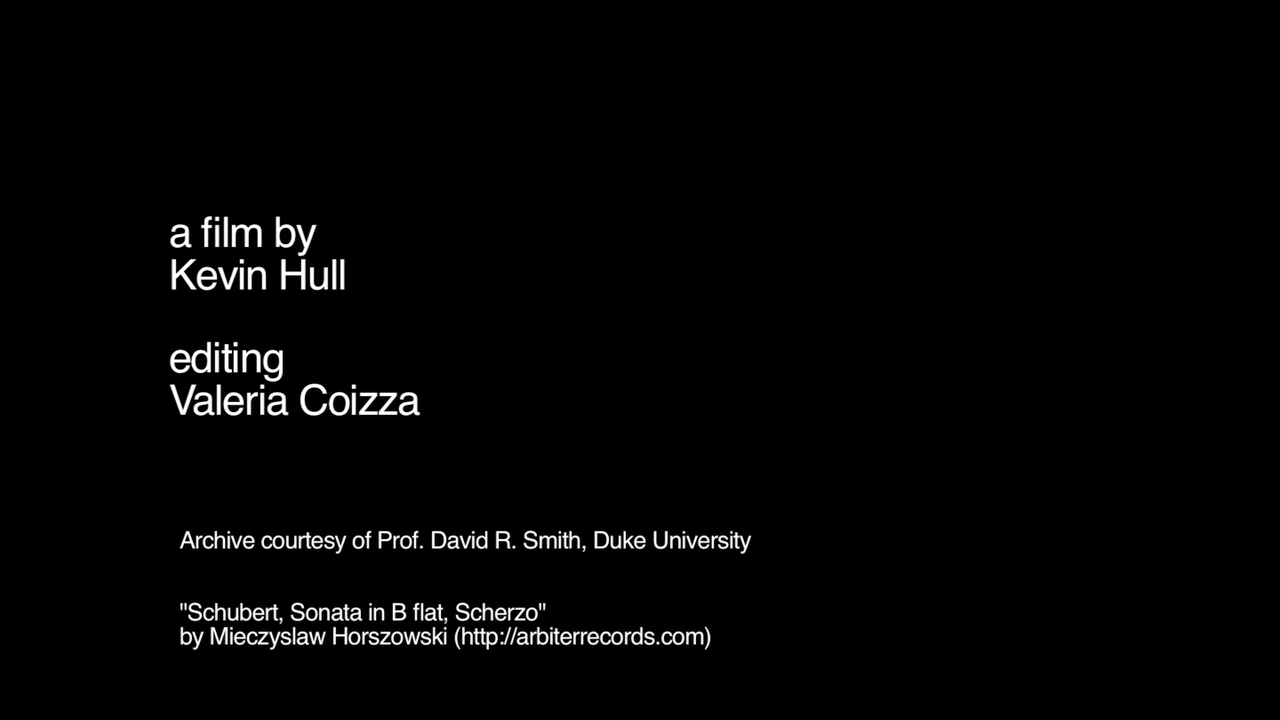 a film by
Kevin Hull
editing
Valeria Coizza
Archive courtesy of Prof. David R. Smith, Duke University
"Schubert, Sonata in B flat, Scherzo"
by Mieczyslaw Horszowski (http://arbiterrecords.com)